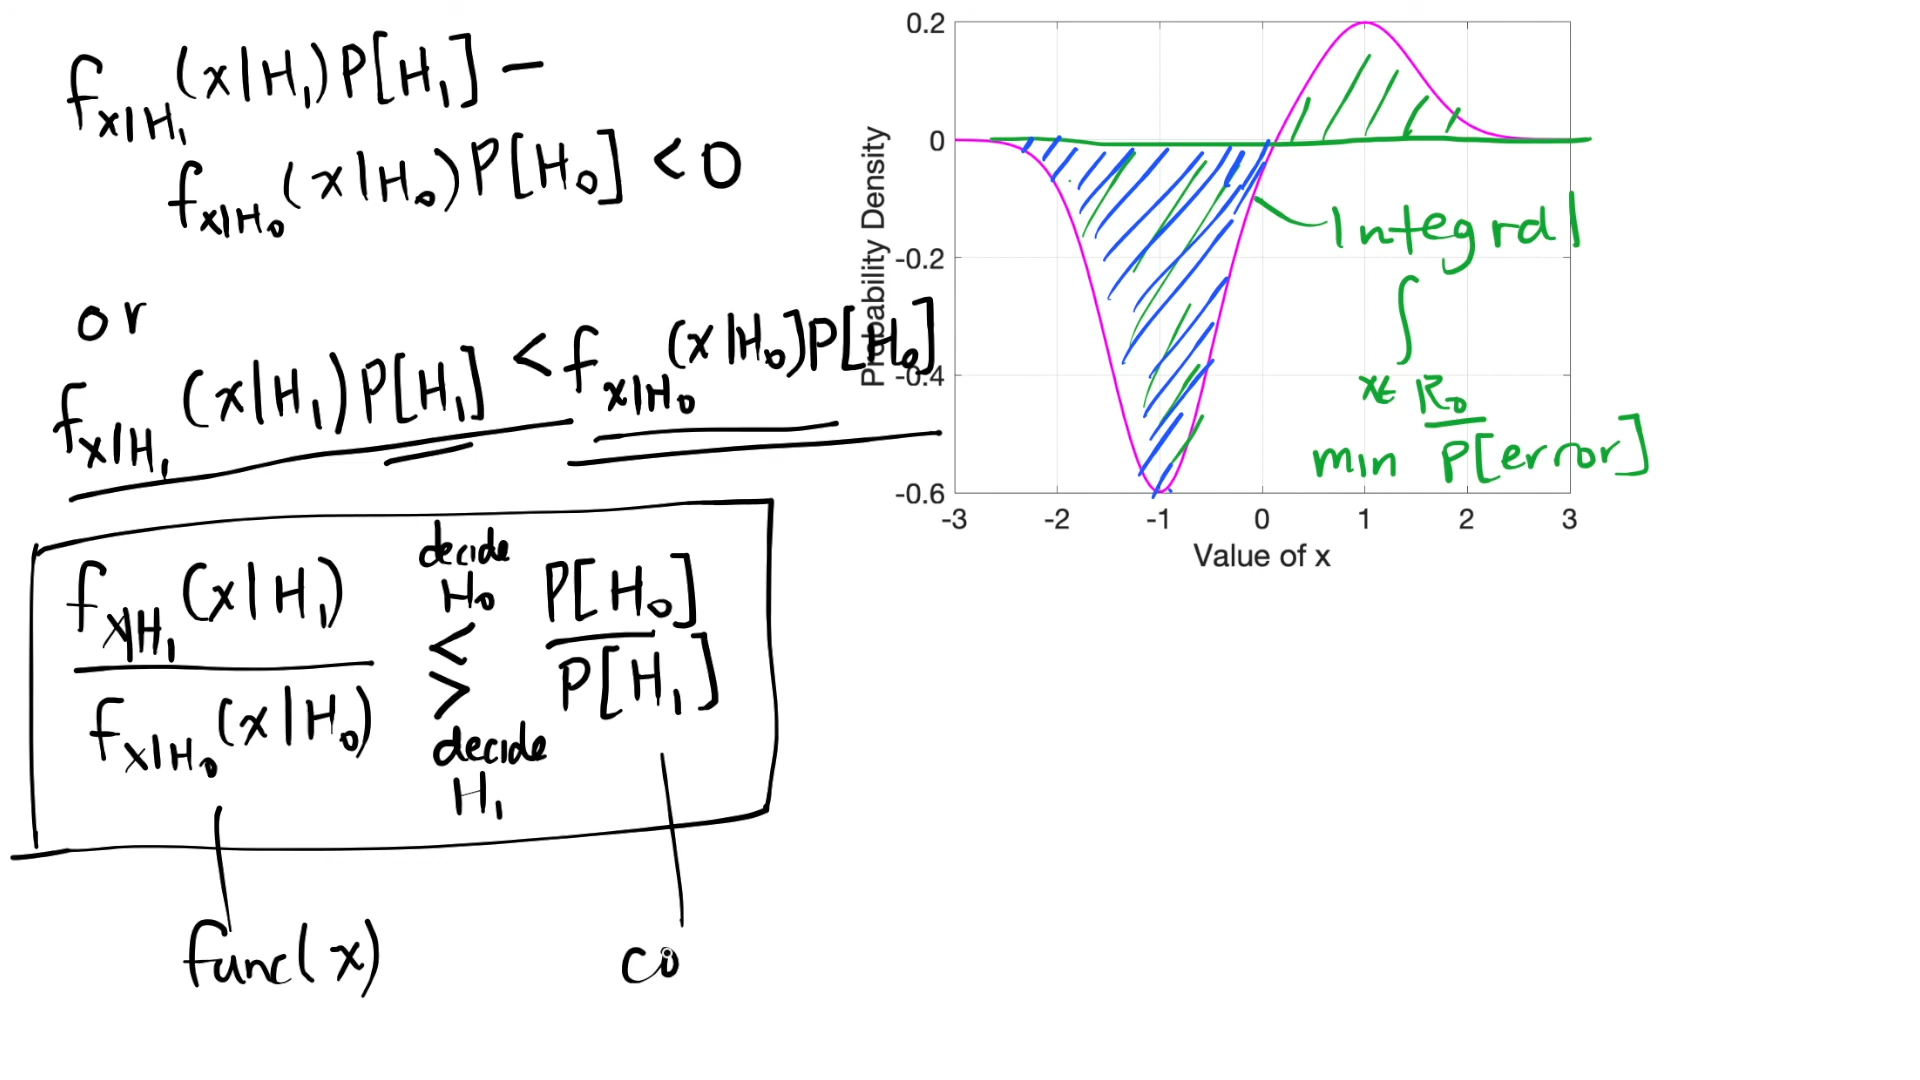 f_{X|H₁}(x|H₁)P[H₁] −
f_{X|H₀}(x|H₀)P[H₀] < 0
or
f_{X|H₁}(x|H₁)P[H₁] < f_{X|H₀}(x|H₀)P[H₀]
f_{X|H₁}(x|H₁)
f_{X|H₀}(x|H₀)
decide
H₀
<
>
decide
H₁
P[H₀]
P[H₁]
func(x)
co
0.2
0
-0.2
-0.4
-0.6
Probability Density
-3 -2 -1 0 1 2 3
Value of x
Integral
∫
x∈ R₀
min P[error]